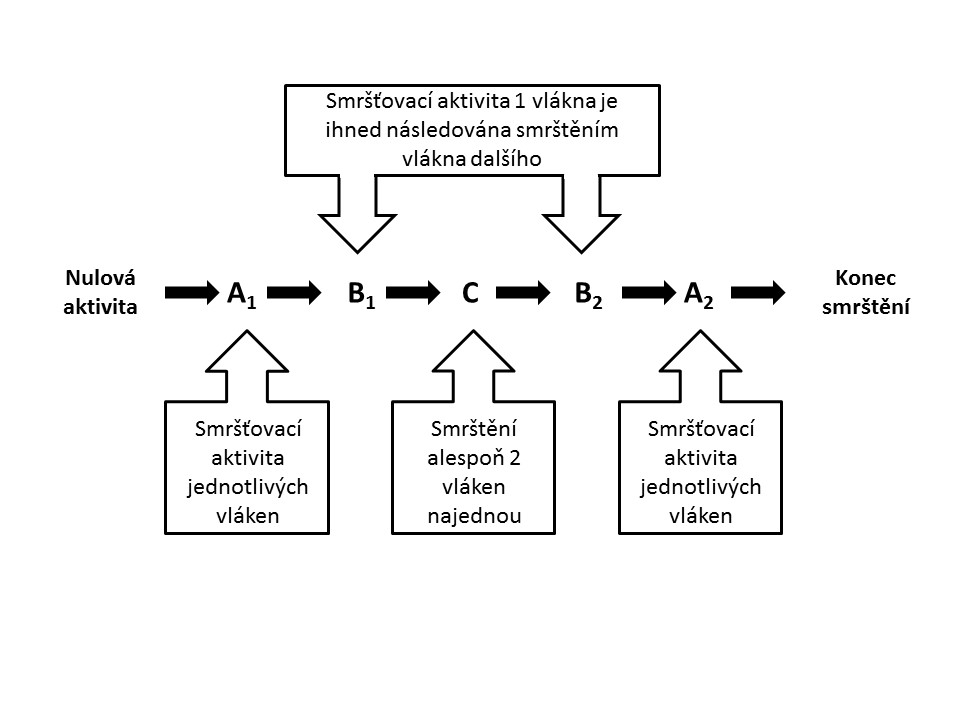 Smršťovací aktivita 1 vlákna je
ihned následována smrštěním
vlákna dalšího
Nulová
aktivita
A₁
B₁
C
B₂
A₂
Konec
smrštění
Smršťovací
aktivita
jednotlivých
vláken
Smrštění
alespoň 2
vláken
najednou
Smršťovací
aktivita
jednotlivých
vláken